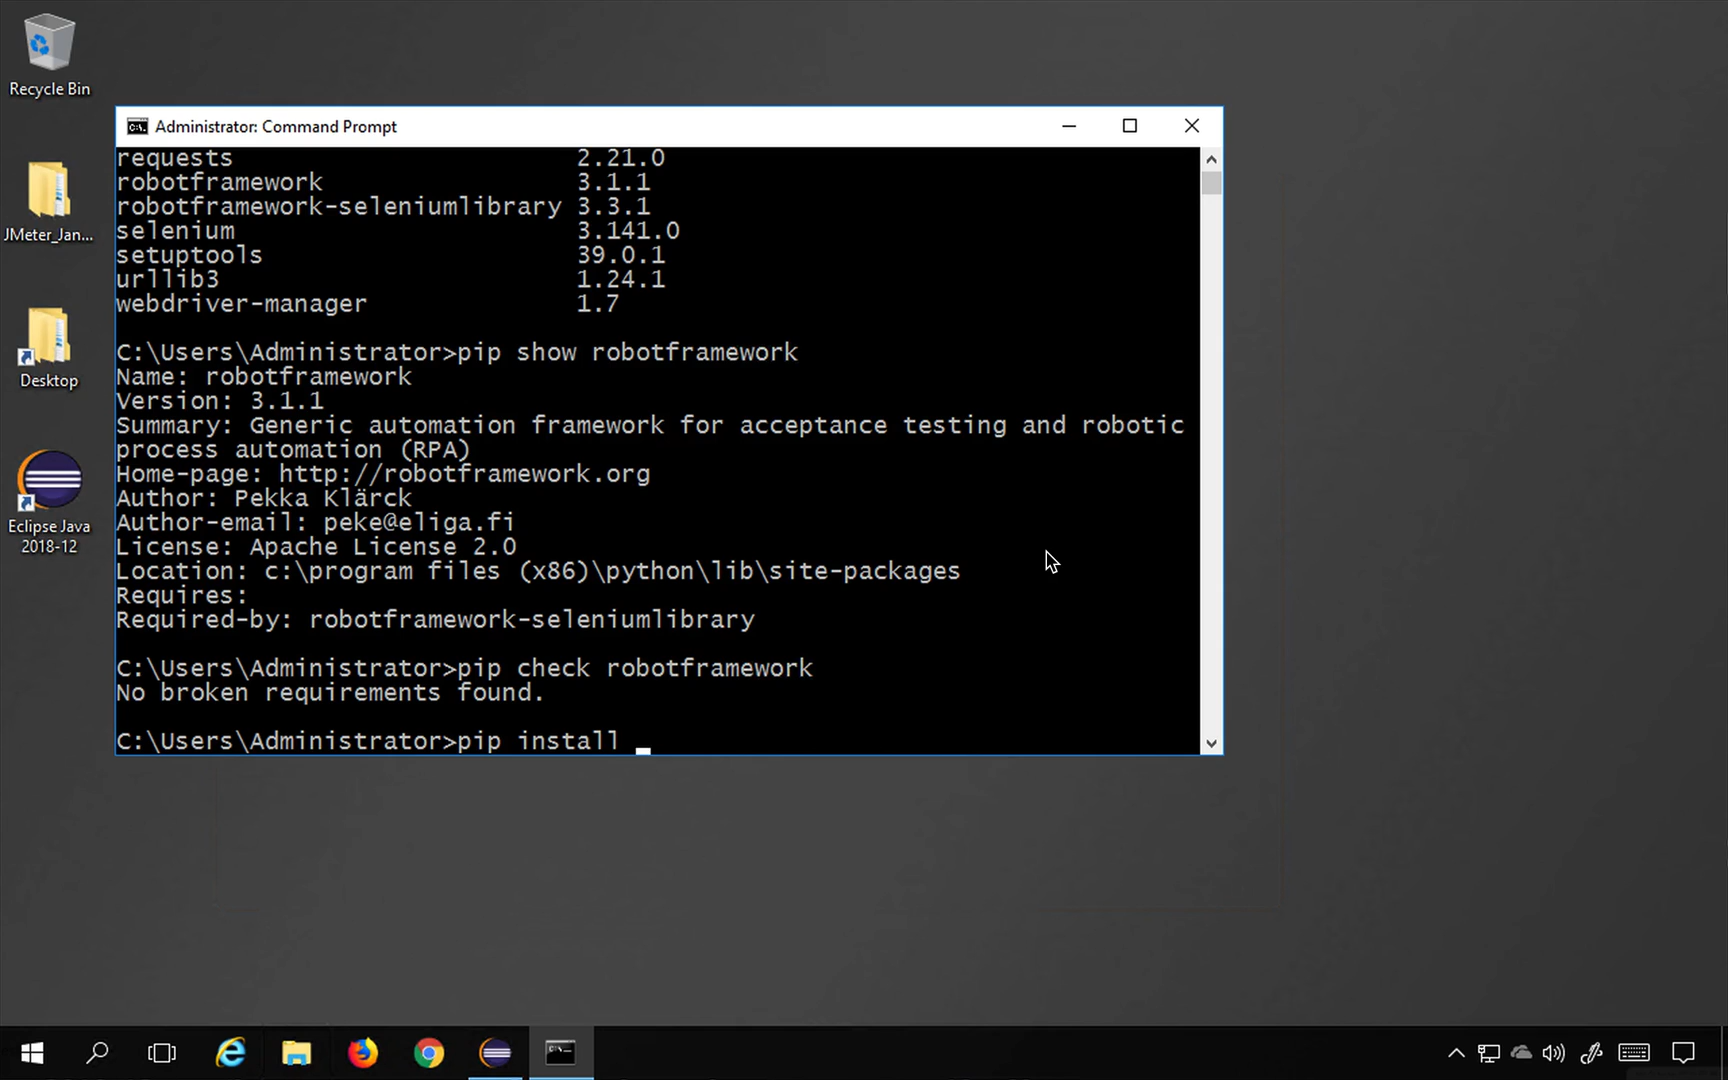 Recycle Bin
JMeter_Jan...
Desktop
Eclipse Java
2018-12
Administrator: Command Prompt
requests 2.21.0
robotframework 3.1.1
robotframework-seleniumlibrary 3.3.1
selenium 3.141.0
setuptools 39.0.1
urllib3 1.24.1
webdriver-manager 1.7
C:\Users\Administrator>pip show robotframework
Name: robotframework
Version: 3.1.1
Summary: Generic automation framework for acceptance testing and robotic
process automation (RPA)
Home-page: http://robotframework.org
Author: Pekka Klärck
Author-email: peke@eliga.fi
License: Apache License 2.0
Location: c:\program files (x86)\python\lib\site-packages
Requires:
Required-by: robotframework-seleniumlibrary
C:\Users\Administrator>pip check robotframework
No broken requirements found.
C:\Users\Administrator>pip install